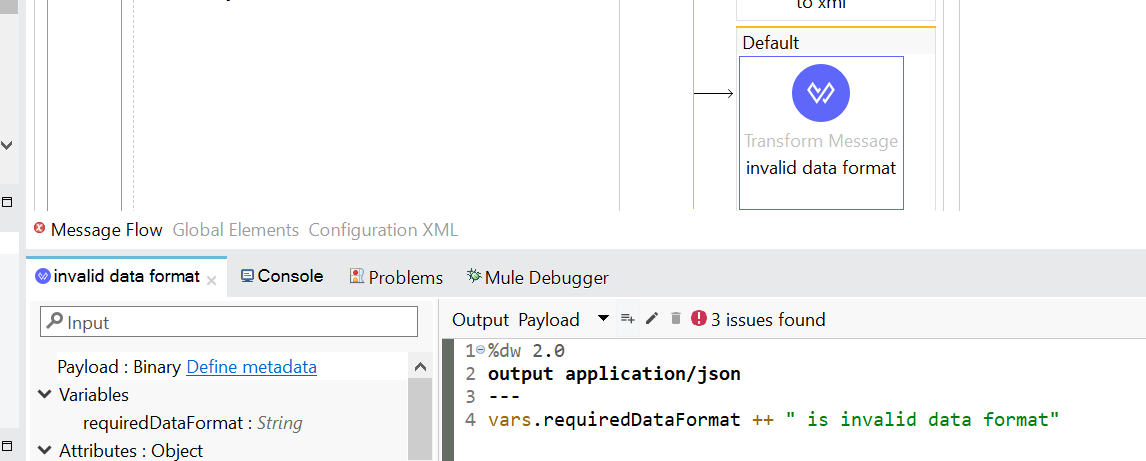 to xml
Default
Transform Message
invalid data format
Message Flow Global Elements Configuration XML
invalid data format Console Problems Mule Debugger
Input
Payload : Binary Define metadata
Variables
requiredDataFormat : String
Attributes : Object
Output Payload 3 issues found
1 %dw 2.0
2 output application/json
3 ---
4 vars.requiredDataFormat ++ " is invalid data format"